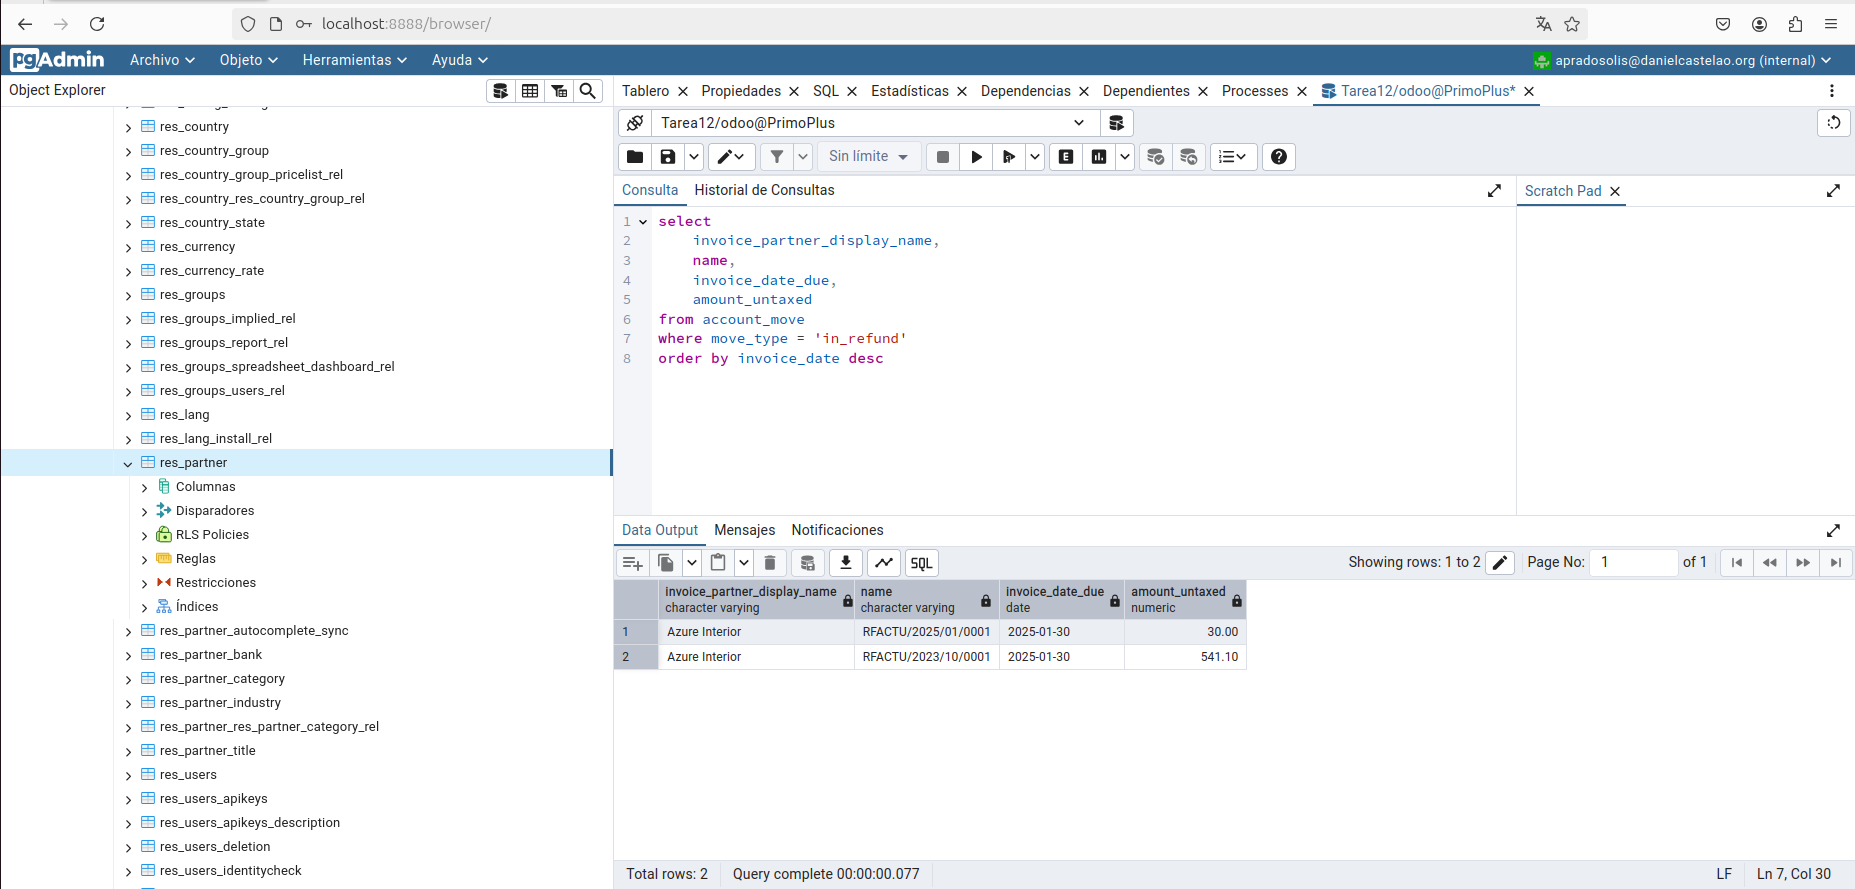 localhost:8888/browser/
pgAdmin
Archivo Objeto Herramientas Ayuda
apradosolis@danielcastelao.org (internal)
Object Explorer
res_country
res_country_group
res_country_group_pricelist_rel
res_country_res_country_group_rel
res_country_state
res_currency
res_currency_rate
res_groups
res_groups_implied_rel
res_groups_report_rel
res_groups_spreadsheet_dashboard_rel
res_groups_users_rel
res_lang
res_lang_install_rel
res_partner
Columnas
Disparadores
RLS Policies
Reglas
Restricciones
Índices
res_partner_autocomplete_sync
res_partner_bank
res_partner_category
res_partner_industry
res_partner_res_partner_category_rel
res_partner_title
res_users
res_users_apikeys
res_users_apikeys_description
res_users_deletion
res_users_identitycheck
Tablero Propiedades SQL Estadísticas Dependencias Dependientes Processes Tarea12/odoo@PrimoPlus*
Tarea12/odoo@PrimoPlus
Sin límite
E
Consulta Historial de Consultas
Scratch Pad
1 select
2 invoice_partner_display_name,
3 name,
4 invoice_date_due,
5 amount_untaxed
6 from account_move
7 where move_type = 'in_refund'
8 order by invoice_date desc
Data Output Mensajes Notificaciones
SQL
Showing rows: 1 to 2
Page No: 1 of 1
invoice_partner_display_name name invoice_date_due amount_untaxed
character varying character varying date numeric
1 Azure Interior RFACTU/2025/01/0001 2025-01-30 30.00
2 Azure Interior RFACTU/2023/10/0001 2025-01-30 541.10
Total rows: 2 Query complete 00:00:00.077
LF Ln 7, Col 30